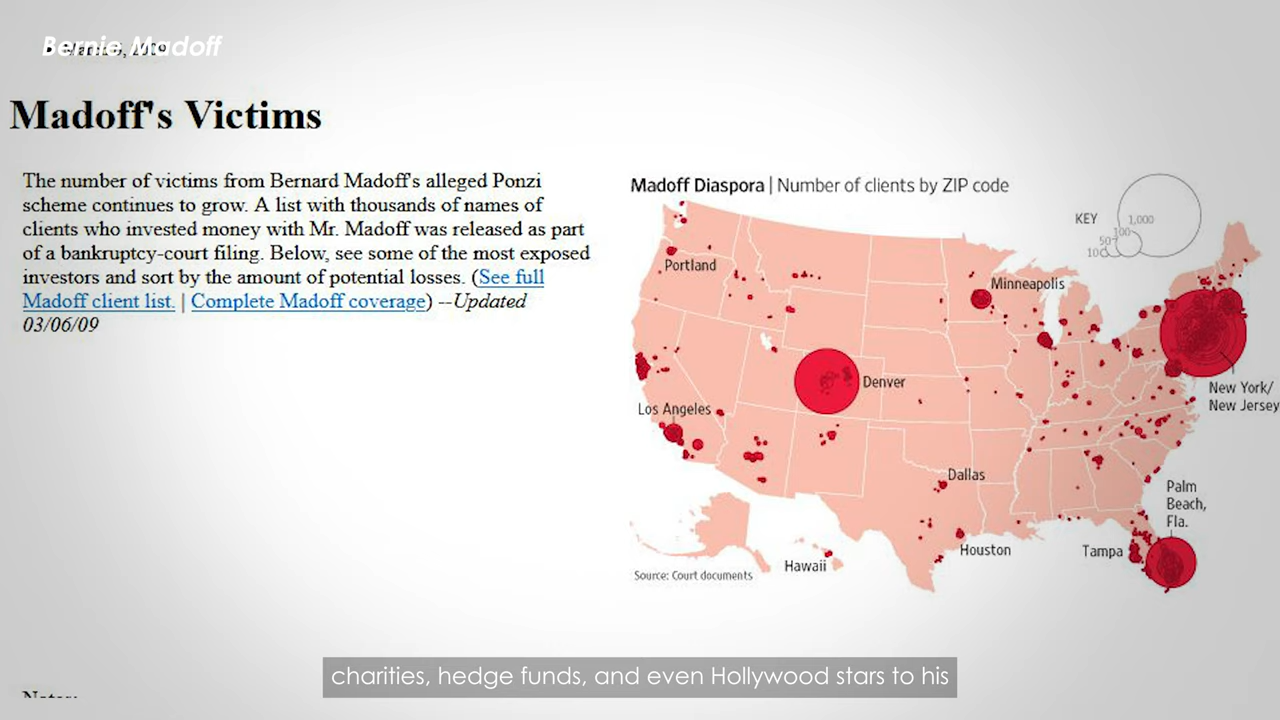 Bernie Madoff
March 6, 2009
Madoff's Victims
The number of victims from Bernard Madoff's alleged Ponzi
scheme continues to grow. A list with thousands of names of
clients who invested money with Mr. Madoff was released as part
of a bankruptcy-court filing. Below, see some of the most exposed
investors and sort by the amount of potential losses. (See full
Madoff client list. | Complete Madoff coverage) --Updated
03/06/09
Madoff Diaspora | Number of clients by ZIP code
KEY
1,000
100
50
10
Portland
Minneapolis
Denver
New York/
New Jersey
Los Angeles
Dallas
Palm
Beach,
Fla.
Houston
Tampa
Hawaii
Source: Court documents
charities, hedge funds, and even Hollywood stars to his